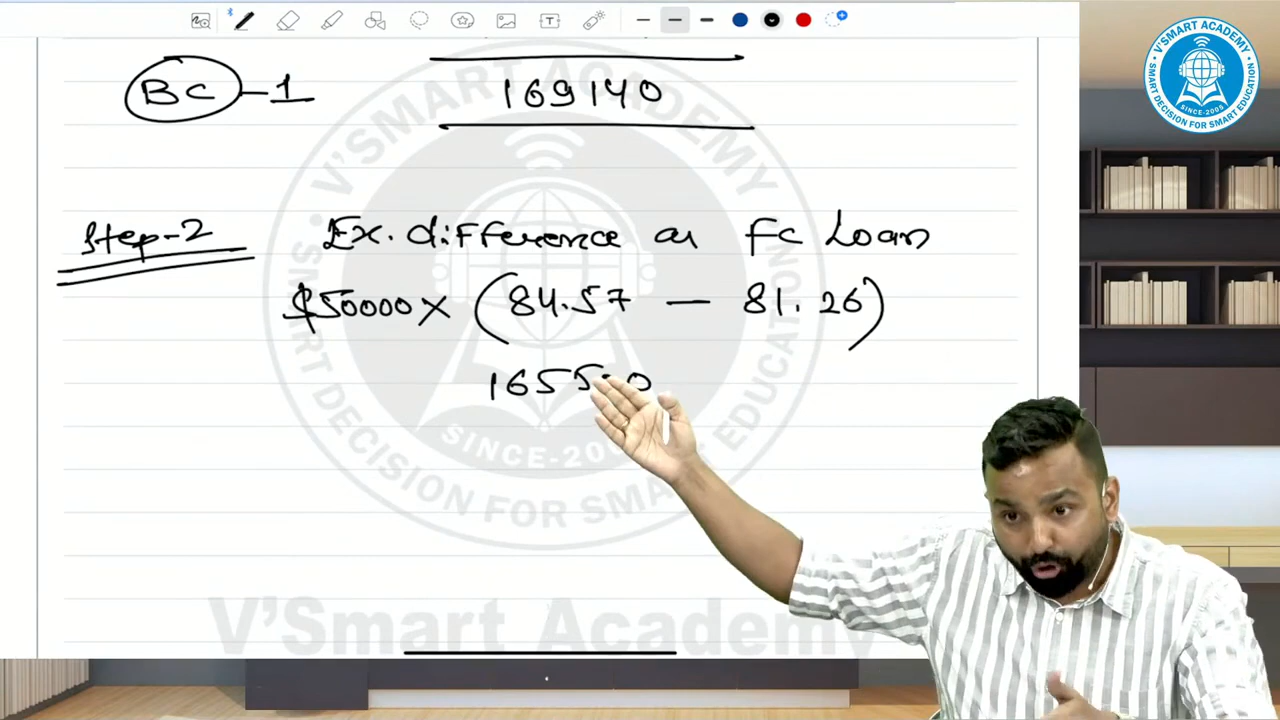 BC - 1
169140
Step-2
Ex. difference on FC Loan
$50000 X (84.57 — 81.26)
V'SMART ACADEMY
SMART DECISION FOR SMART EDUCATION
SINCE-2005
V'Smart Academy